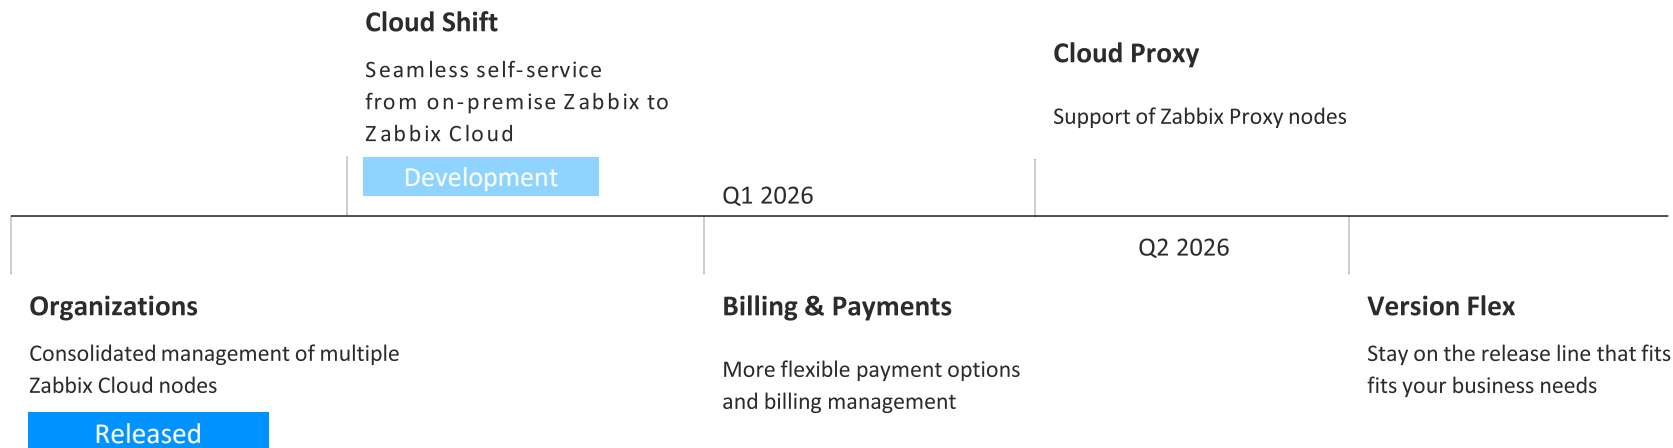 Cloud Shift
Seamless self-service
from on-premise Zabbix to
Zabbix Cloud
Development
Cloud Proxy
Support of Zabbix Proxy nodes
Q1 2026
Q2 2026
Organizations
Consolidated management of multiple
Zabbix Cloud nodes
Released
Billing & Payments
More flexible payment options
and billing management
Version Flex
Stay on the release line that fits
fits your business needs